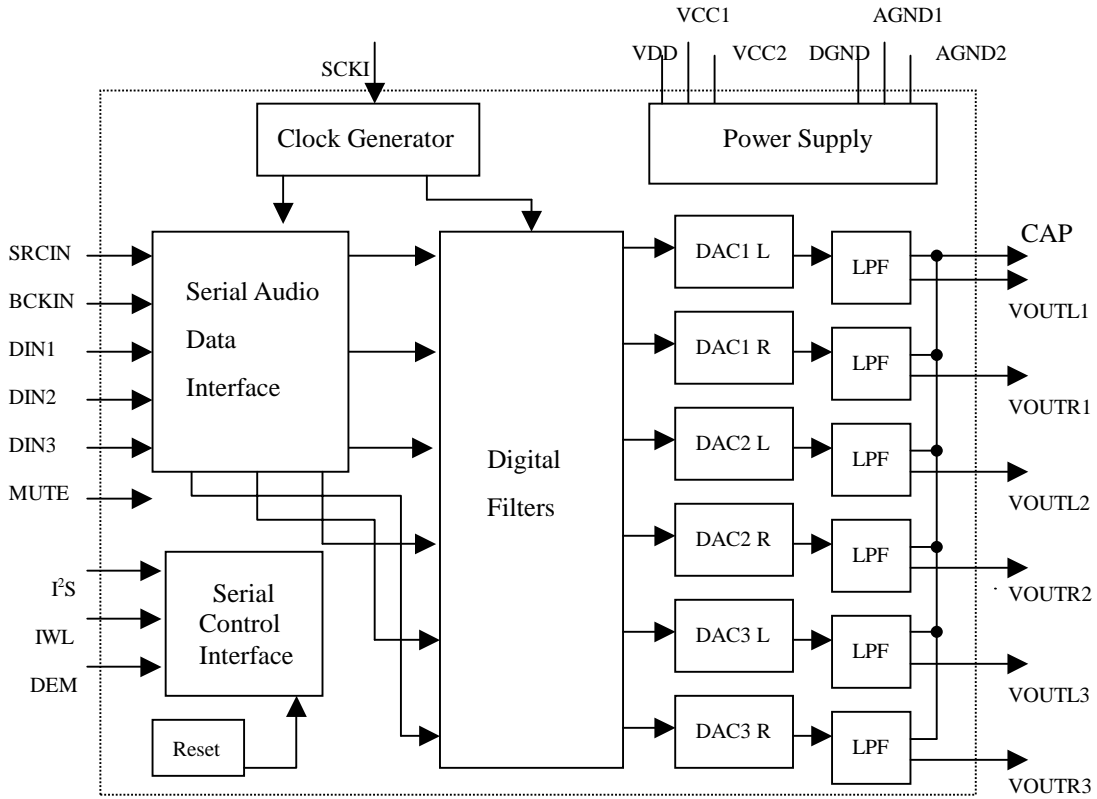 VCC1
AGND1
VDD
VCC2
DGND
AGND2
SCKI
Clock Generator
Power Supply
SRCIN
BCKIN
DIN1
DIN2
DIN3
MUTE
Serial Audio
Data
Interface
I²S
IWL
DEM
Serial
Control
Interface
Reset
Digital
Filters
DAC1 L
LPF
CAP
VOUTL1
DAC1 R
LPF
VOUTR1
DAC2 L
LPF
VOUTL2
DAC2 R
LPF
VOUTR2
DAC3 L
LPF
VOUTL3
DAC3 R
LPF
VOUTR3